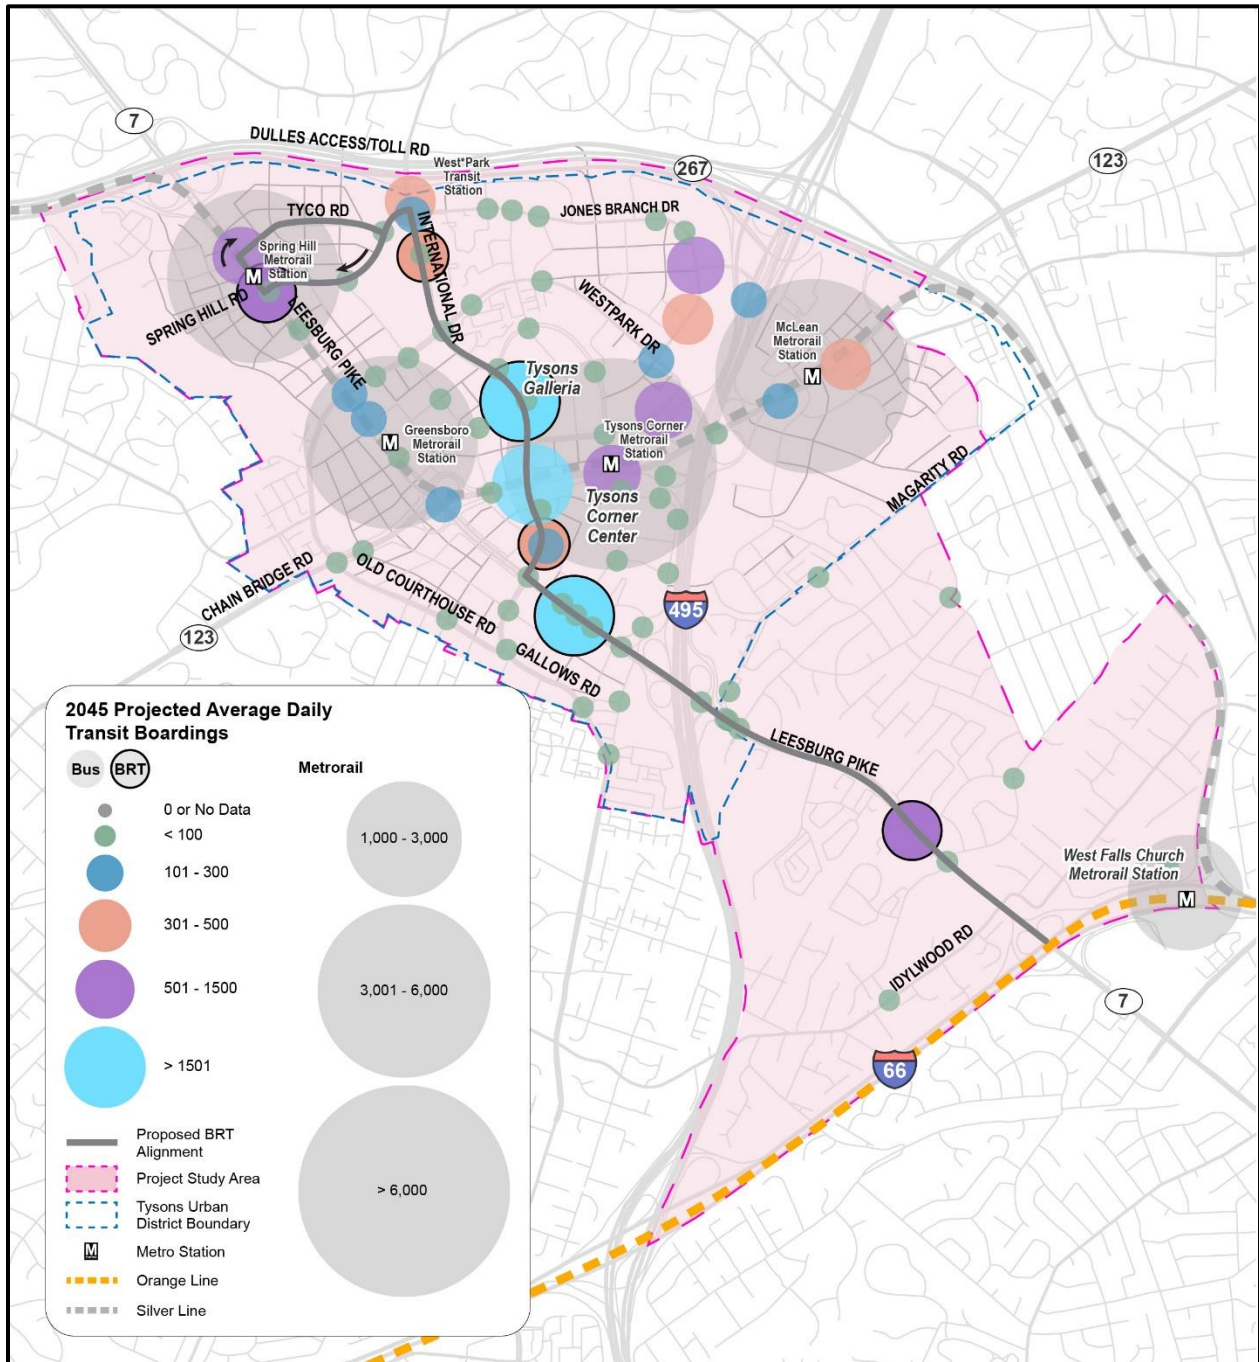 7
DULLES ACCESS/TOLL RD
West*Park
Transit
Station
267
123
TYCO RD
INTERNATIONAL DR
JONES BRANCH DR
Spring Hill
Metrorail
Station
M
SPRING HILL RD
LEESBURG PIKE
WESTPARK DR
McLean
Metrorail
Station
M
Tysons
Galleria
Greensboro
Metrorail
Station
M
Tysons Corner
Metrorail
Station
M
Tysons
Corner
Center
MAGARITY RD
CHAIN BRIDGE RD
OLD COURTHOUSE RD
495
123
GALLOWS RD
LEESBURG PIKE
West Falls Church
Metrorail Station
M
IDYLWOOD RD
7
66
2045 Projected Average Daily
Transit Boardings
Bus
BRT
Metrorail
0 or No Data
< 100
101 - 300
301 - 500
501 - 1500
> 1501
1,000 - 3,000
3,001 - 6,000
> 6,000
Proposed BRT
Alignment
Project Study Area
Tysons Urban
District Boundary
M
Metro Station
Orange Line
Silver Line